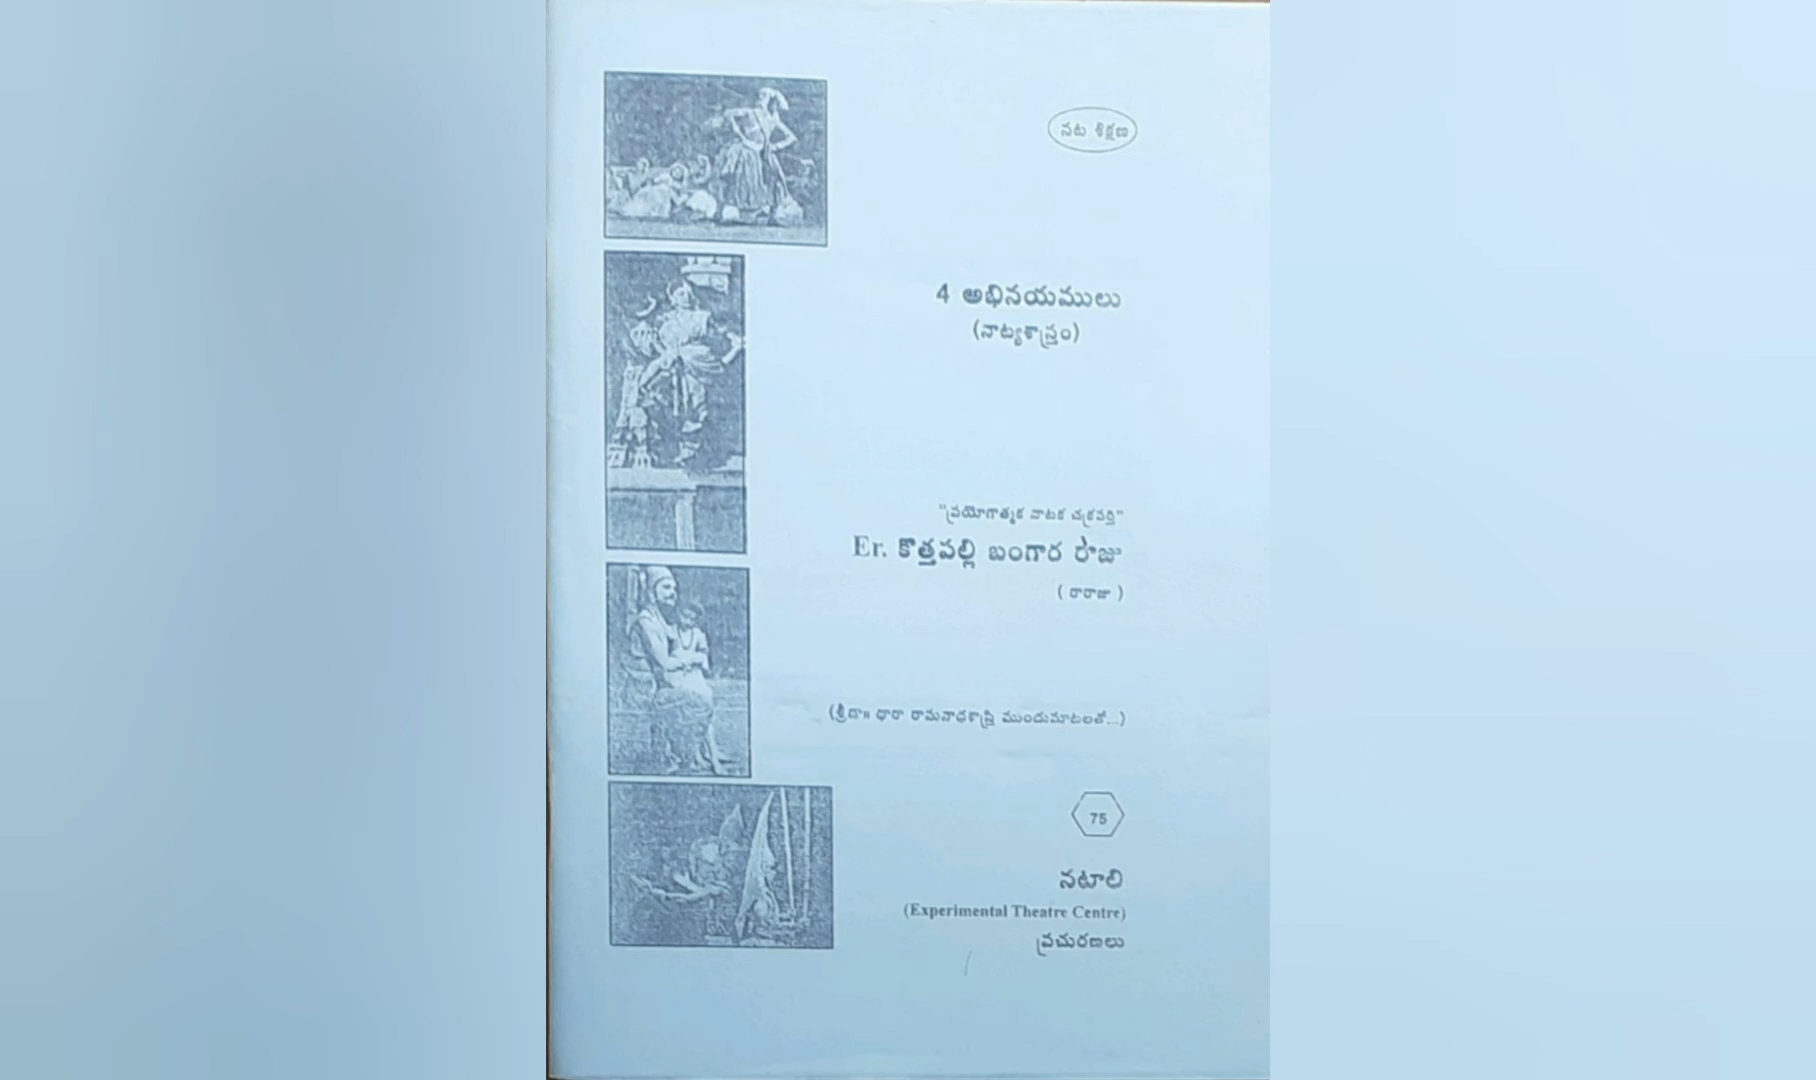 నట శిక్షణ
4 అభినయములు
(నాట్యశాస్త్రం)
"ప్రయోగాత్మక నాటక చక్రవర్తి"
Er. కొత్తపల్లి బంగార రాజు
( రారాజు )
(శ్రీడా॥ ధారా రామనాధశాస్త్రి ముందుమాటలతో...)
75
నటాలి
(Experimental Theatre Centre)
ప్రచురణలు